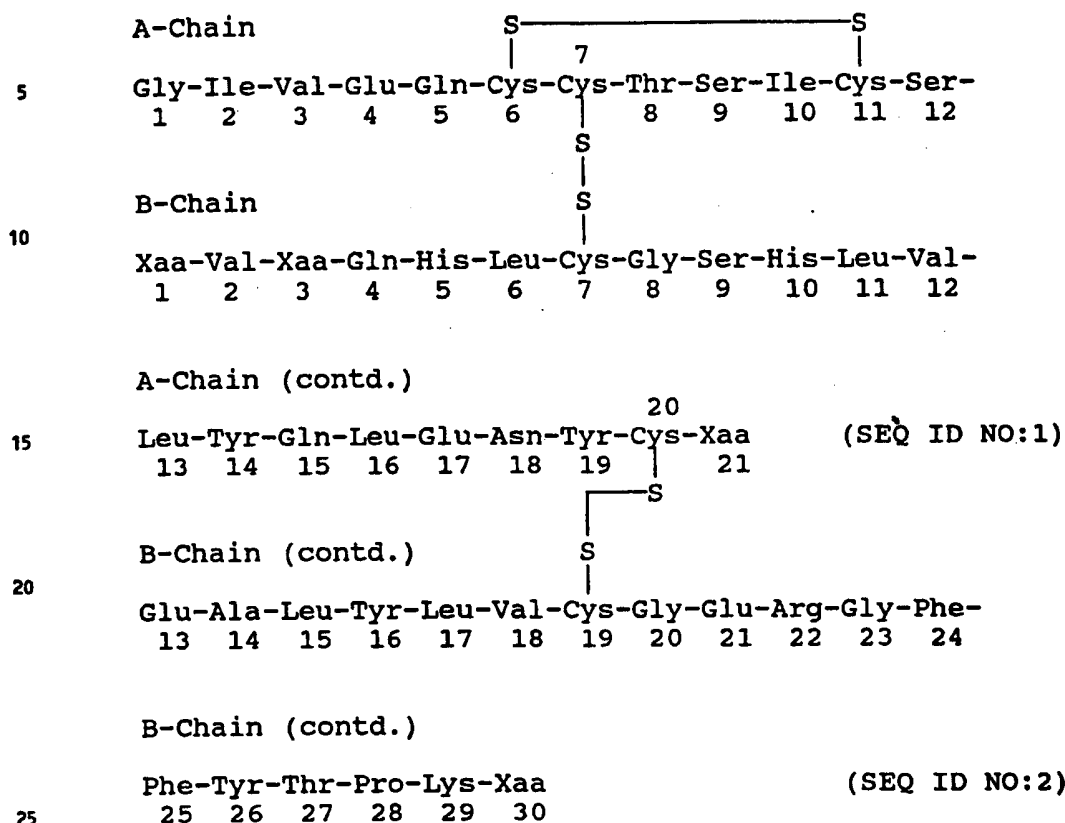 A-Chain
S S
7
5 Gly-Ile-Val-Glu-Gln-Cys-Cys-Thr-Ser-Ile-Cys-Ser-
1 2 3 4 5 6 8 9 10 11 12
S
S
B-Chain
10
Xaa-Val-Xaa-Gln-His-Leu-Cys-Gly-Ser-His-Leu-Val-
1 2 3 4 5 6 7 8 9 10 11 12
A-Chain (contd.)
20
15 Leu-Tyr-Gln-Leu-Glu-Asn-Tyr-Cys-Xaa (SEQ ID NO:1)
13 14 15 16 17 18 19 21
S
S
B-Chain (contd.)
20
Glu-Ala-Leu-Tyr-Leu-Val-Cys-Gly-Glu-Arg-Gly-Phe-
13 14 15 16 17 18 19 20 21 22 23 24
B-Chain (contd.)
Phe-Tyr-Thr-Pro-Lys-Xaa (SEQ ID NO:2)
25 25 26 27 28 29 30